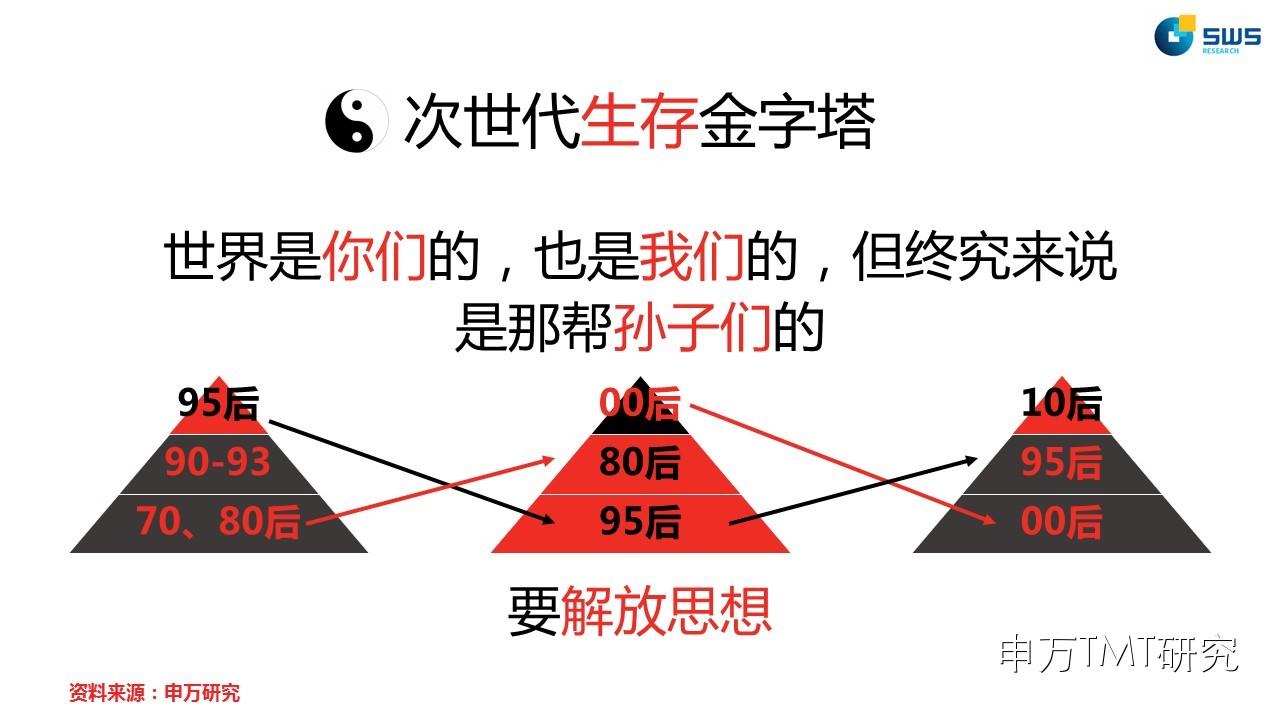 SWS
RESEARCH
次世代生存金字塔
世界是你们的，也是我们的，但终究来说
是那帮孙子们的
95后
90-93
70、80后
00后
80后
95后
10后
95后
00后
要解放思想
申万TMT研究
资料来源：申万研究